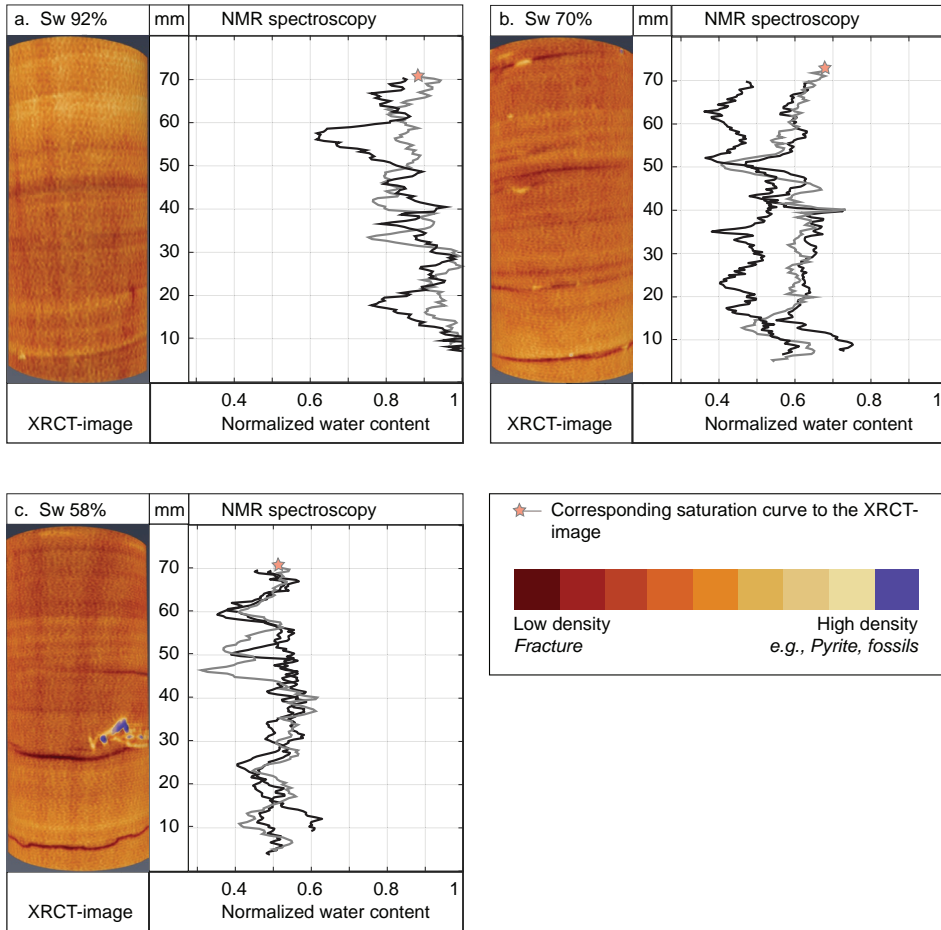 a. Sw 92%
mm
NMR spectroscopy
70
60
50
40
30
20
10
0.4 0.6 0.8 1
XRCT-image
Normalized water content
b. Sw 70%
mm
NMR spectroscopy
70
60
50
40
30
20
10
0.4 0.6 0.8 1
XRCT-image
Normalized water content
c. Sw 58%
mm
NMR spectroscopy
70
60
50
40
30
20
10
0.4 0.6 0.8 1
XRCT-image
Normalized water content
Corresponding saturation curve to the XRCT-
image
Low density High density
Fracture e.g., Pyrite, fossils